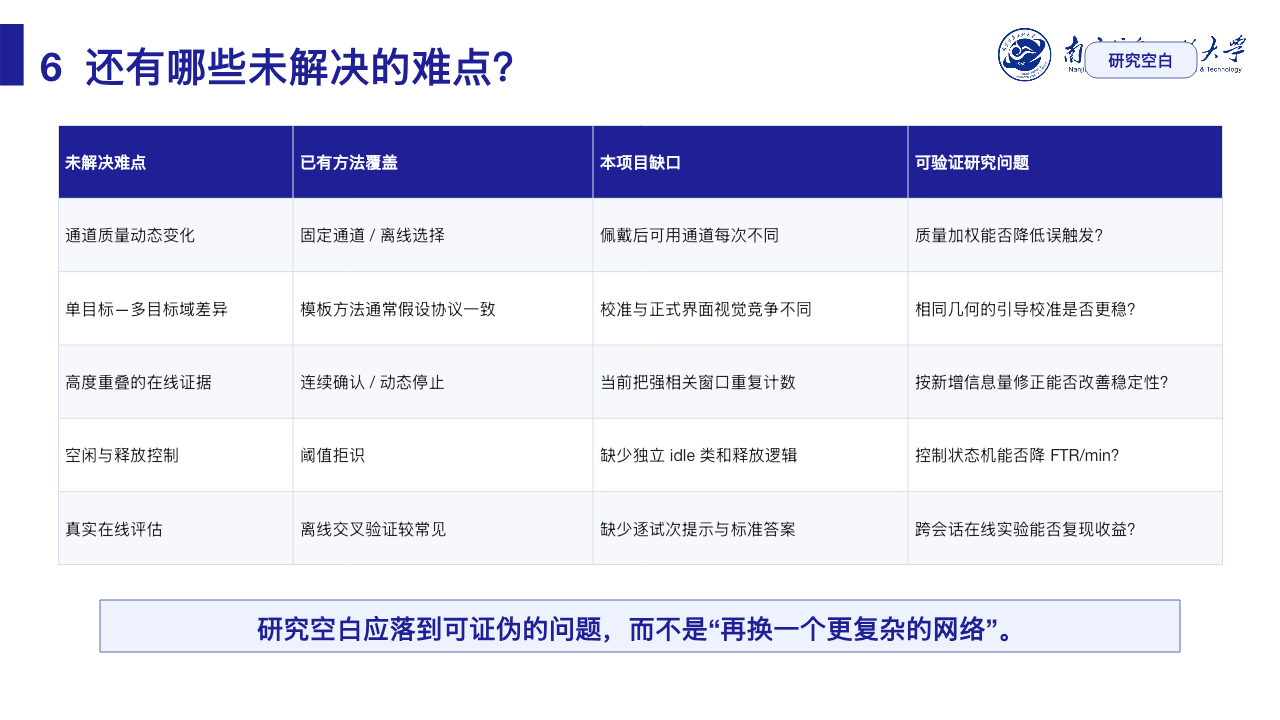 6 还有哪些未解决的难点?
南 大学
研究空白
Nanji & Technology
未解决难点 已有方法覆盖 本项目缺口 可验证研究问题
通道质量动态变化 固定通道 / 离线选择 佩戴后可用通道每次不同 质量加权能否降低误触发?
单目标—多目标域差异 模板方法通常假设协议一致 校准与正式界面视觉竞争不同 相同几何的引导校准是否更稳?
高度重叠的在线证据 连续确认 / 动态停止 当前把强相关窗口重复计数 按新增信息量修正能否改善稳定性?
空闲与释放控制 阈值拒识 缺少独立 idle 类和释放逻辑 控制状态机能否降 FTR/min?
真实在线评估 离线交叉验证较常见 缺少逐试次提示与标准答案 跨会话在线实验能否复现收益?
研究空白应落到可证伪的问题，而不是“再换一个更复杂的网络”。